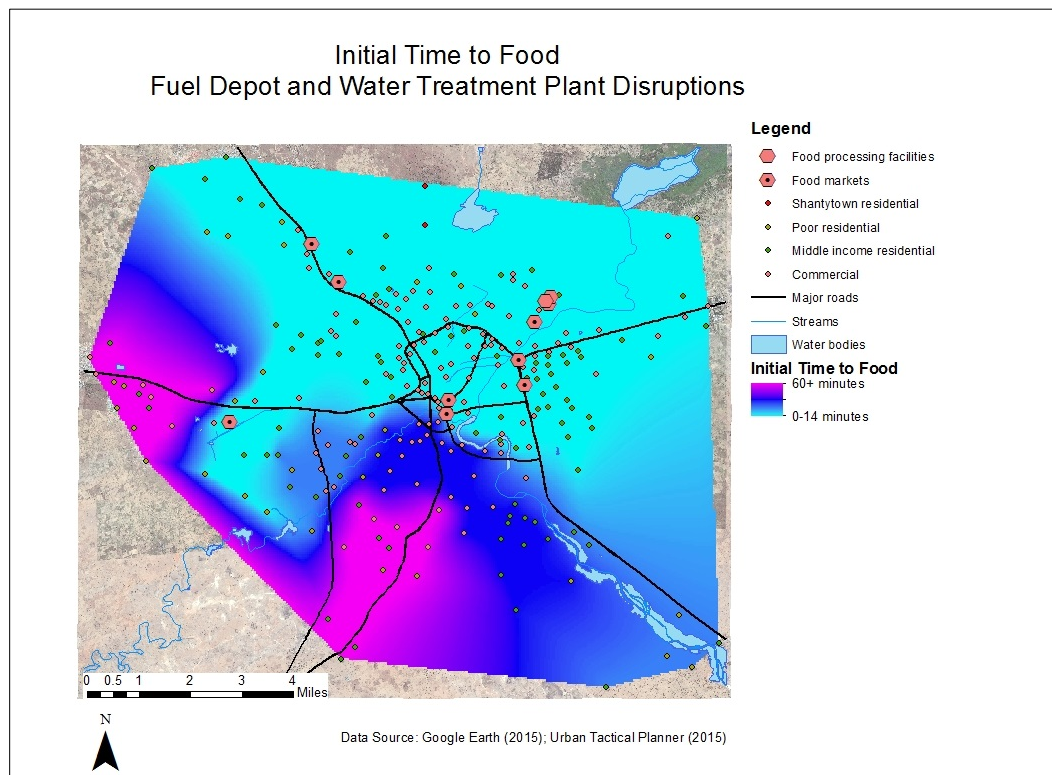 Initial Time to Food
Fuel Depot and Water Treatment Plant Disruptions
Legend
Food processing facilities
Food markets
Shantytown residential
Poor residential
Middle income residential
Commercial
Major roads
Streams
Water bodies
Initial Time to Food
60+ minutes
0-14 minutes
0 0.5 1 2 3 4
Miles
N
Data Source: Google Earth (2015); Urban Tactical Planner (2015)